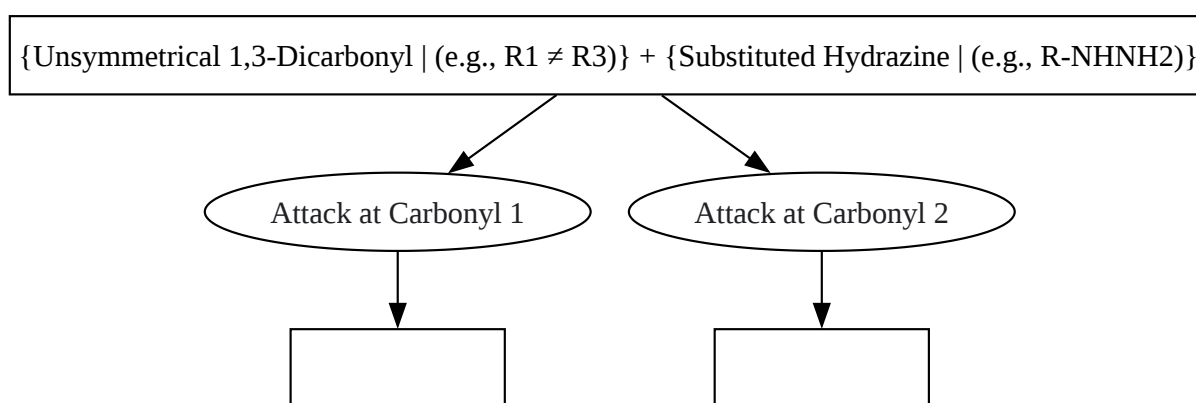 {Unsymmetrical 1,3-Dicarbonyl | (e.g., R1 ≠ R3)} + {Substituted Hydrazine | (e.g., R-NHNH2)}
Attack at Carbonyl 1
Attack at Carbonyl 2